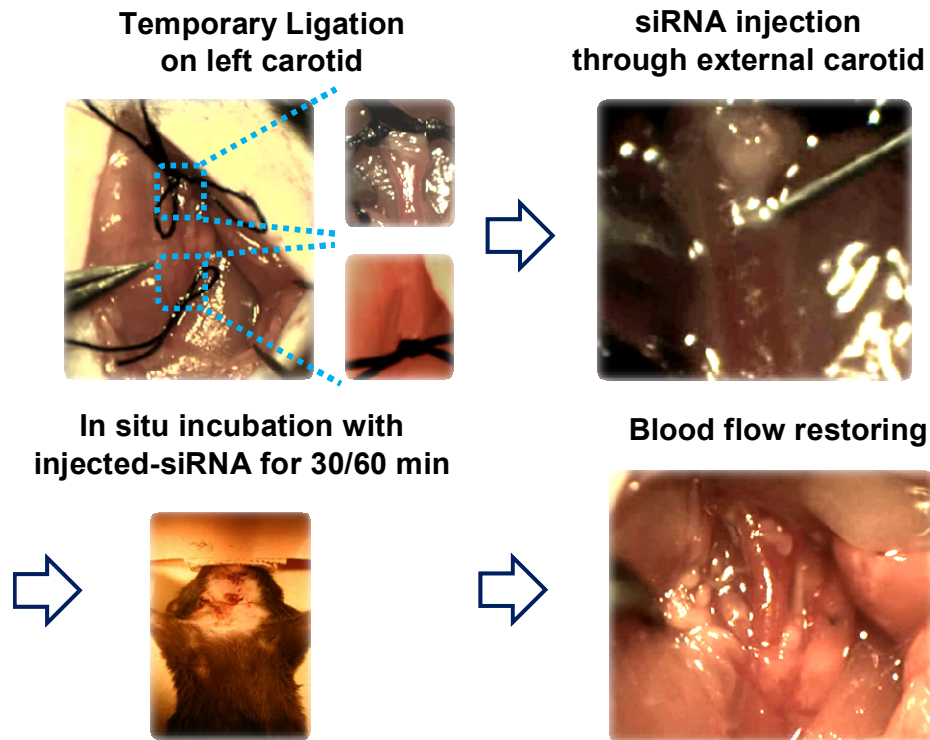 Temporary Ligation
on left carotid
siRNA injection
through external carotid
In situ incubation with
injected-siRNA for 30/60 min
Blood flow restoring